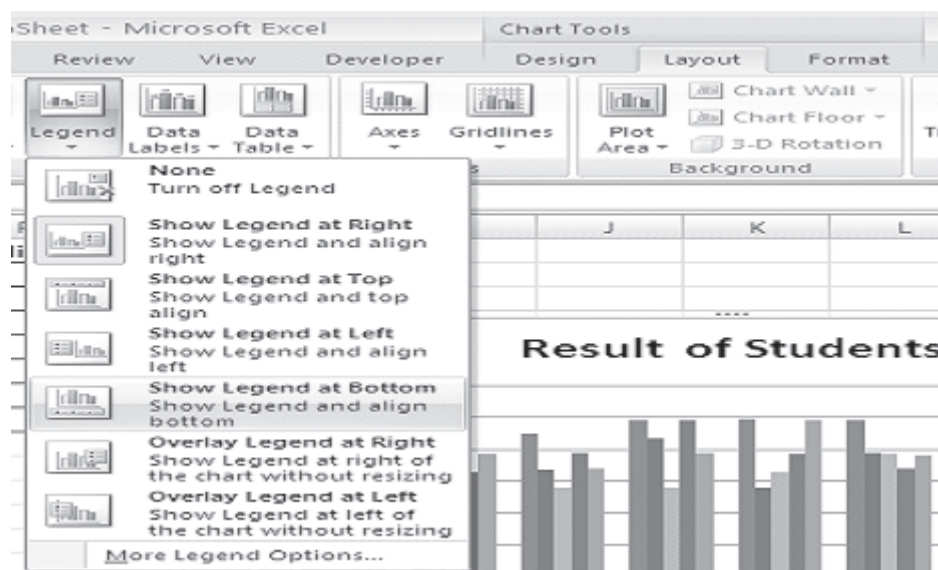 Sheet - Microsoft Excel
Chart Tools
Review View Developer Design Layout Format
Legend
Data Labels
Data Table
Axes
Gridlines
Plot Area
Chart Wall
Chart Floor
3-D Rotation
Background
None
Turn off Legend
Show Legend at Right
Show Legend and align
right
Show Legend at Top
Show Legend and top
align
Show Legend at Left
Show Legend and align
left
Show Legend at Bottom
Show Legend and align
bottom
Overlay Legend at Right
Show Legend at right of
the chart without resizing
Overlay Legend at Left
Show Legend at left of
the chart without resizing
More Legend Options...
J K L
Result of Students